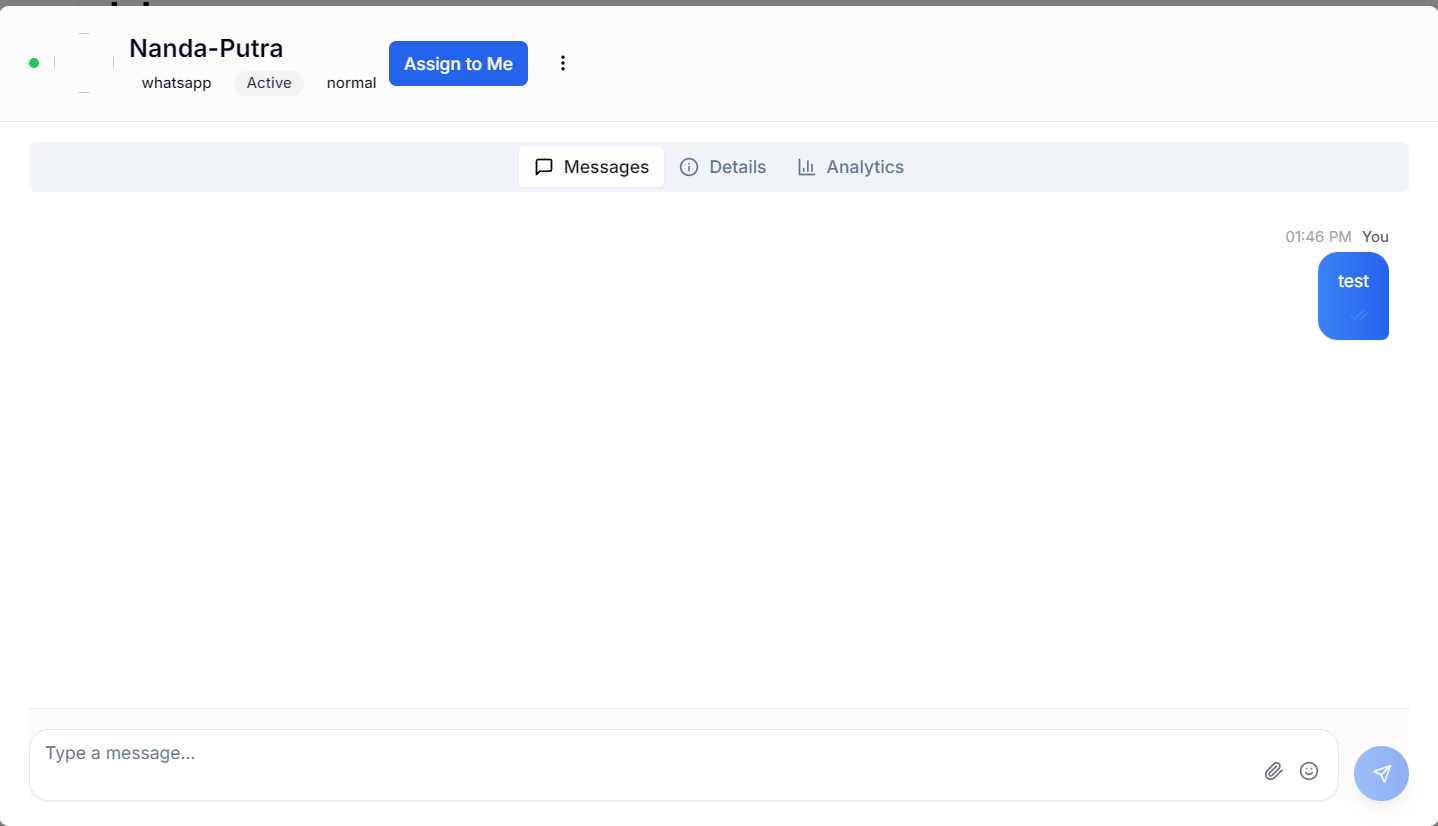 Nanda-Putra
whatsapp Active normal
Assign to Me
Messages Details Analytics
01:46 PM You
test
Type a message...